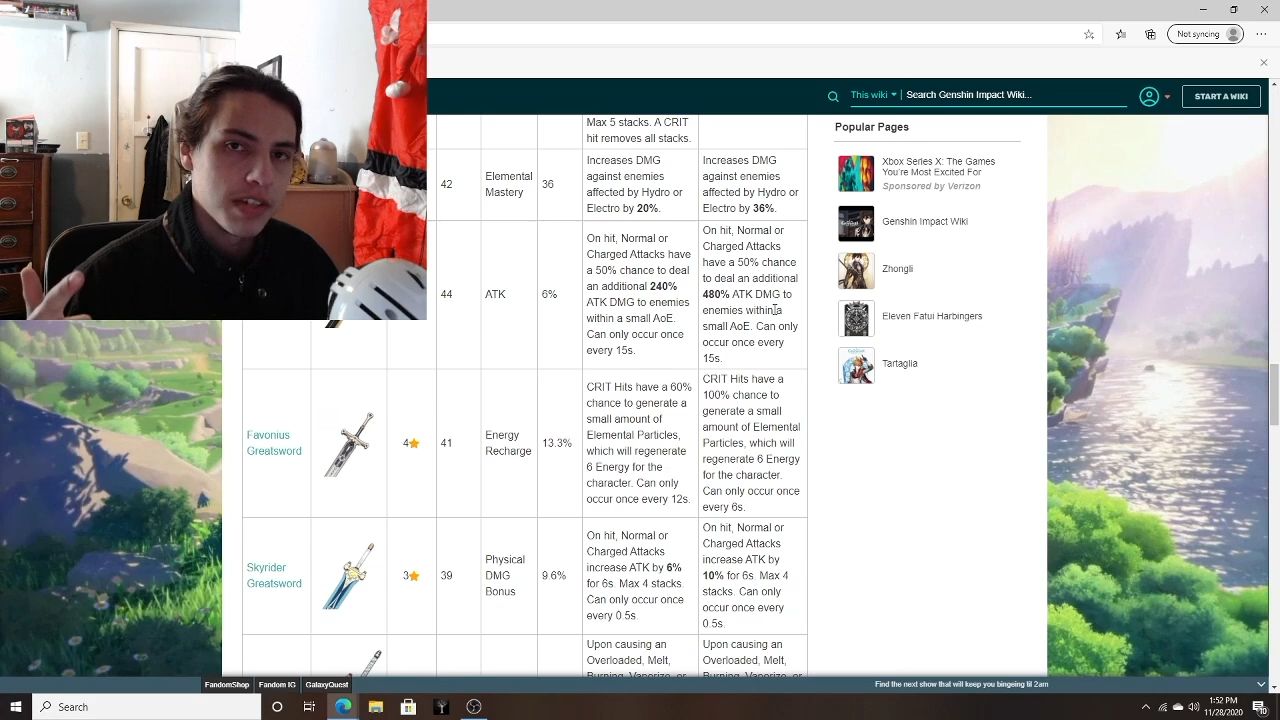 Not syncing
This wiki
Search Genshin Impact Wiki...
START A WIKI
Max 5 stacks. A CRIT
hit removes all stacks.
42
Elemental
Mastery
36
Increases DMG
against enemies
affected by Hydro or
Electro by 20%.
Increases DMG
against enemies
affected by Hydro or
Electro by 36%.
44
ATK
6%
On hit, Normal or
Charged Attacks have
a 50% chance to deal
an additional 240%
ATK DMG to enemies
within a small AoE.
Can only occur once
every 15s.
On hit, Normal or
Charged Attacks
have a 50% chance
to deal an additional
480% ATK DMG to
enemies within a
small AoE. Can only
occur once every
15s.
Favonius
Greatsword
4
41
Energy
Recharge
13.3%
CRIT Hits have a 60%
chance to generate a
small amount of
Elemental Particles,
which will regenerate
6 Energy for the
character. Can only
occur once every 12s.
CRIT Hits have a
100% chance to
generate a small
amount of Elemental
Particles, which will
regenerate 6 Energy
for the character.
Can only occur once
every 6s.
Skyrider
Greatsword
3
39
Physical
DMG
Bonus
9.6%
On hit, Normal or
Charged Attacks
increase ATK by 6%
for 6s. Max 4 stacks.
Can only occur once
every 0.5s.
On hit, Normal or
Charged Attacks
increase ATK by
10% for 6s. Max 4
stacks. Can only
occur once every
0.5s.
Upon causing an
Overloaded, Melt,
Burning, Vaporize, or
Upon causing an
Overloaded, Melt,
Burning, Vaporize, or
Popular Pages
Xbox Series X: The Games
You're Most Excited For
Sponsored by Verizon
Genshin Impact Wiki
Zhongli
Eleven Fatui Harbingers
Tartaglia
FandomShop
Fandom IG
GalaxyQuest
Find the next show that will keep you bingeing til 2am
Search
1:52 PM
11/28/2020